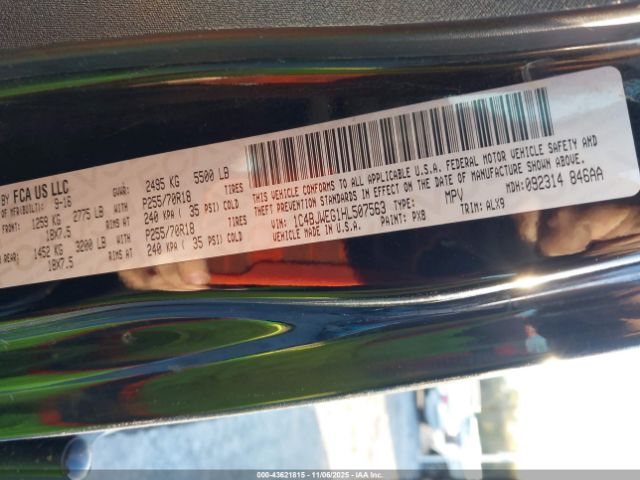 BY FCA US LLC
OF MFR(BUILT): 9-16 GVWR: 2495 KG 5500 LB
FRONT: 1259 KG 2775 LB WITH P255/70R18 TIRES
18X7.5 RIMS AT 240 KPA ( 35 PSI) COLD
REAR: 1452 KG 3200 LB WITH P255/70R18 TIRES
18X7.5 RIMS AT 240 KPA ( 35 PSI) COLD
THIS VEHICLE CONFORMS TO ALL APPLICABLE U.S.A. FEDERAL MOTOR VEHICLE SAFETY AND
THEFT PREVENTION STANDARDS IN EFFECT ON THE DATE OF MANUFACTURE SHOWN ABOVE.
VIN: 1C4BJWEG1HL507563 TYPE: MPV MDH: 092314 846AA
VEHICLE MADE IN U.S.A. PAINT: PX8 TRIM: ALX9
000-43621815 - 11/06/2025 - IAA Inc.